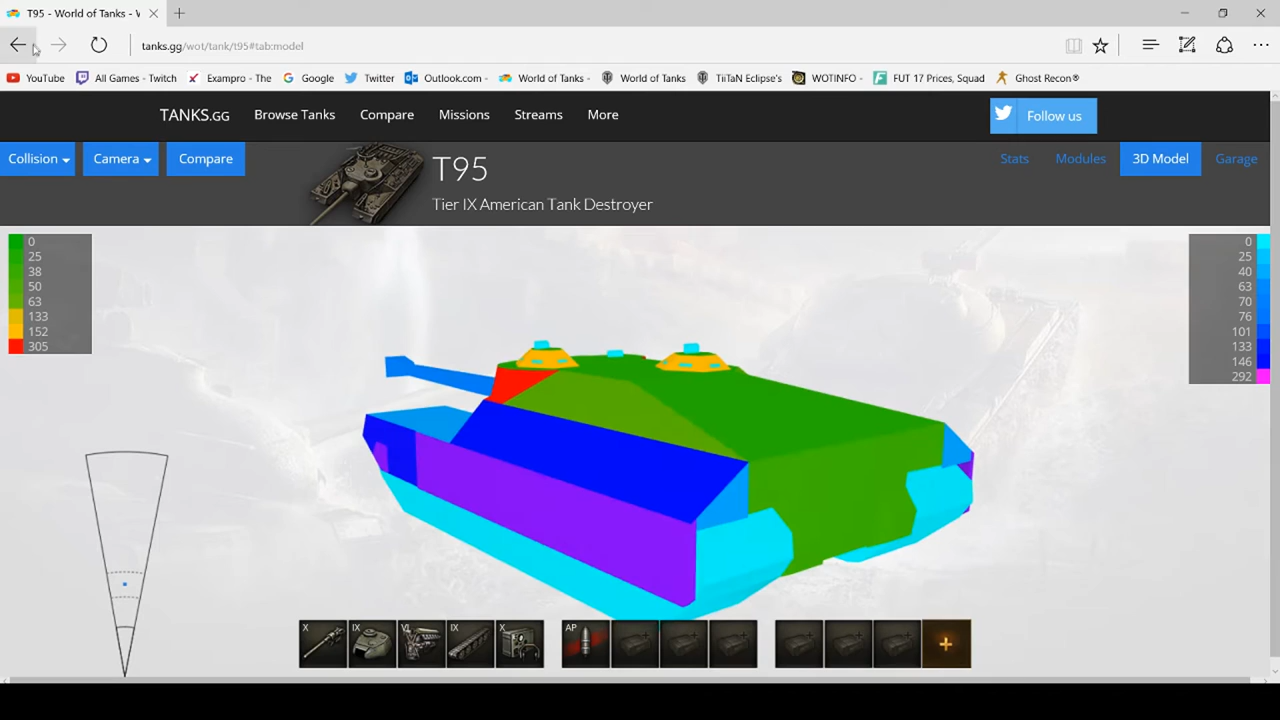 T95 - World of Tanks - W
tanks.gg/wot/tank/t95#tab:model
YouTube
All Games - Twitch
Exampro - The
Google
Twitter
Outlook.com -
World of Tanks -
World of Tanks
TiiTaN Eclipse's
WOTINFO -
FUT 17 Prices, Squad
Ghost Recon®
TANKS.GG
Browse Tanks
Compare
Missions
Streams
More
Follow us
Collision
Camera
Compare
T95
Tier IX American Tank Destroyer
Stats
Modules
3D Model
Garage
0
25
38
50
63
133
152
305
0
25
40
63
70
76
101
133
146
292
X
IX
VI
IX
X
AP